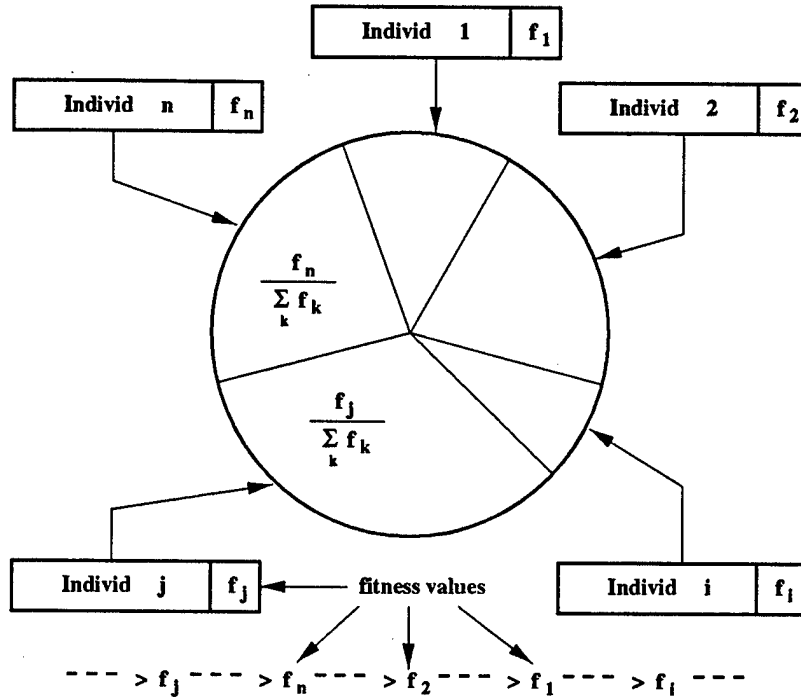 Individ 1 f₁
Individ n fₙ
Individ 2 f₂
fₙ
Σ fₖ
k
fⱼ
Σ fₖ
k
Individ j fⱼ
fitness values
Individ i fᵢ
---- > fⱼ ---- > fₙ --- > f₂ ---- > f₁ ---- > fᵢ ----